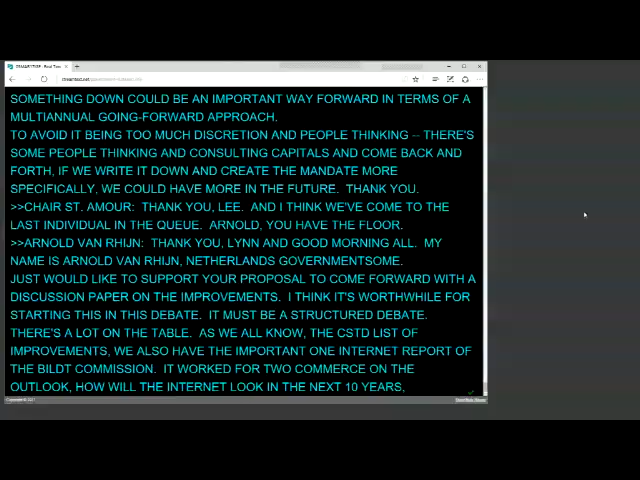 SOMETHING DOWN COULD BE AN IMPORTANT WAY FORWARD IN TERMS OF A
MULTIANNUAL GOING-FORWARD APPROACH.
TO AVOID IT BEING TOO MUCH DISCRETION AND PEOPLE THINKING -- THERE'S
SOME PEOPLE THINKING AND CONSULTING CAPITALS AND COME BACK AND
FORTH, IF WE WRITE IT DOWN AND CREATE THE MANDATE MORE
SPECIFICALLY, WE COULD HAVE MORE IN THE FUTURE.  THANK YOU.
>>CHAIR ST. AMOUR:  THANK YOU, LEE.  AND I THINK WE'VE COME TO THE
LAST INDIVIDUAL IN THE QUEUE.  ARNOLD, YOU HAVE THE FLOOR.
>>ARNOLD VAN RHIJN:  THANK YOU, LYNN AND GOOD MORNING ALL.  MY
NAME IS ARNOLD VAN RHIJN, NETHERLANDS GOVERNMENTSOME.
JUST WOULD LIKE TO SUPPORT YOUR PROPOSAL TO COME FORWARD WITH A
DISCUSSION PAPER ON THE IMPROVEMENTS.  I THINK IT'S WORTHWHILE FOR
STARTING THIS IN THIS DEBATE.  IT MUST BE A STRUCTURED DEBATE.
THERE'S A LOT ON THE TABLE.  AS WE ALL KNOW, THE CSTD LIST OF
IMPROVEMENTS, WE ALSO HAVE THE IMPORTANT ONE INTERNET REPORT OF
THE BILDT COMMISSION.  IT WORKED FOR TWO COMMERCE ON THE
OUTLOOK, HOW WILL THE INTERNET LOOK IN THE NEXT 10 YEARS,